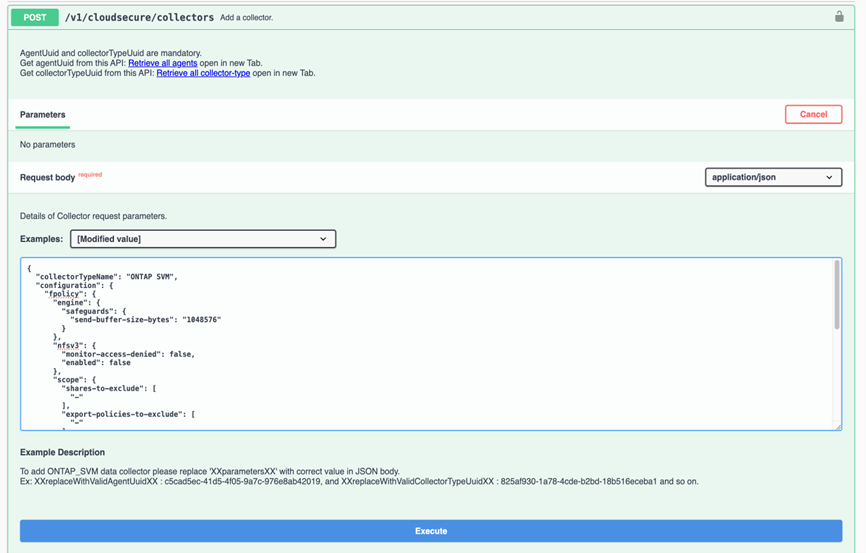 POST /v1/cloudsecure/collectors Add a collector.
AgentUuid and collectorTypeUuid are mandatory.
Get agentUuid from this API: Retrieve all agents open in new Tab.
Get collectorTypeUuid from this API: Retrieve all collector-type open in new Tab.
Parameters
Cancel
No parameters
Request body required
application/json
Details of Collector request parameters.
Examples: [Modified value]
{
"collectorTypeName": "ONTAP SVM",
"configuration": {
"fpolicy": {
"engine": {
"safeguards": {
"send-buffer-size-bytes": "1048576"
}
},
"nfsv3": {
"monitor-access-denied": false,
"enabled": false
},
"scope": {
"shares-to-exclude": [
"-"
],
"export-policies-to-exclude": [
"-"
Example Description
To add ONTAP_SVM data collector please replace 'XXparametersXX' with correct value in JSON body.
Ex: XXreplaceWithValidAgentUuidXX : c5cad5ec-41d5-4f05-9a7c-976e8ab42019, and XXreplaceWithValidCollectorTypeUuidXX : 825af930-1a78-4cde-b2bd-18b516eceba1 and so on.
Execute